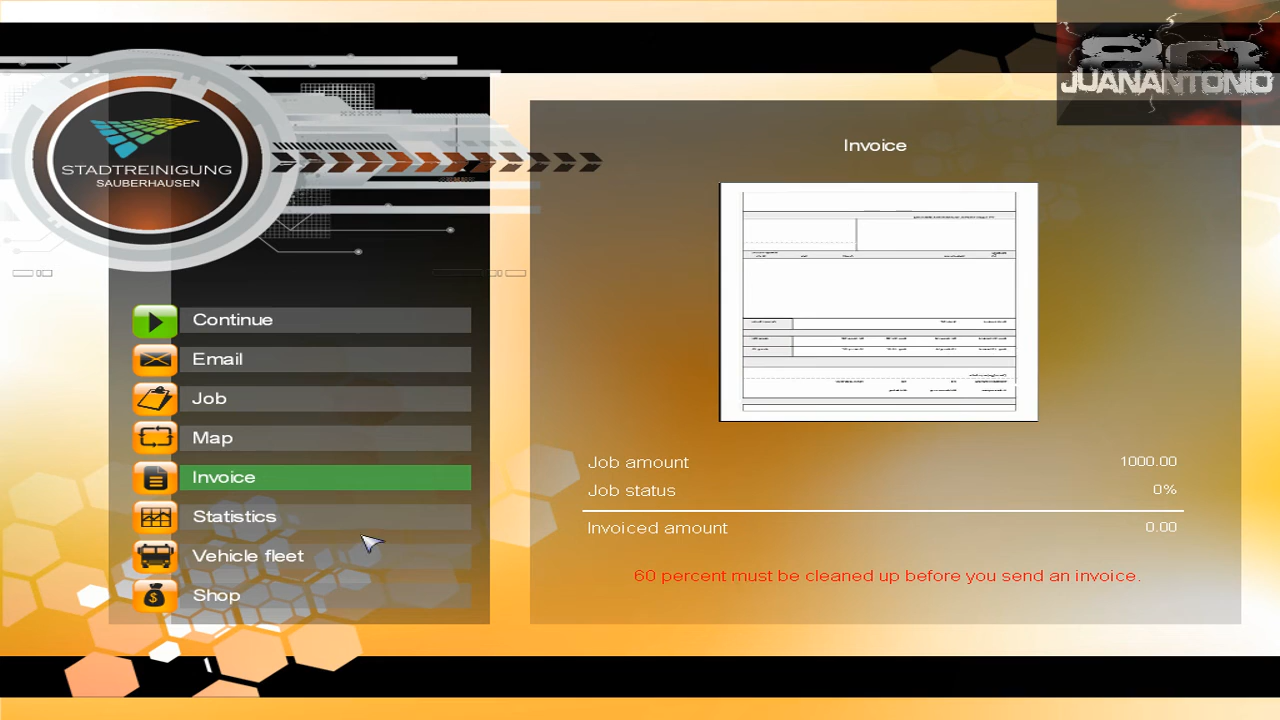 80
JUANANTONIO
STADTREINIGUNG
SAUBERHAUSEN
Continue
Email
Job
Map
Invoice
Statistics
Vehicle fleet
Shop
Invoice
Job amount 1000.00
Job status 0%
Invoiced amount 0.00
60 percent must be cleaned up before you send an invoice.